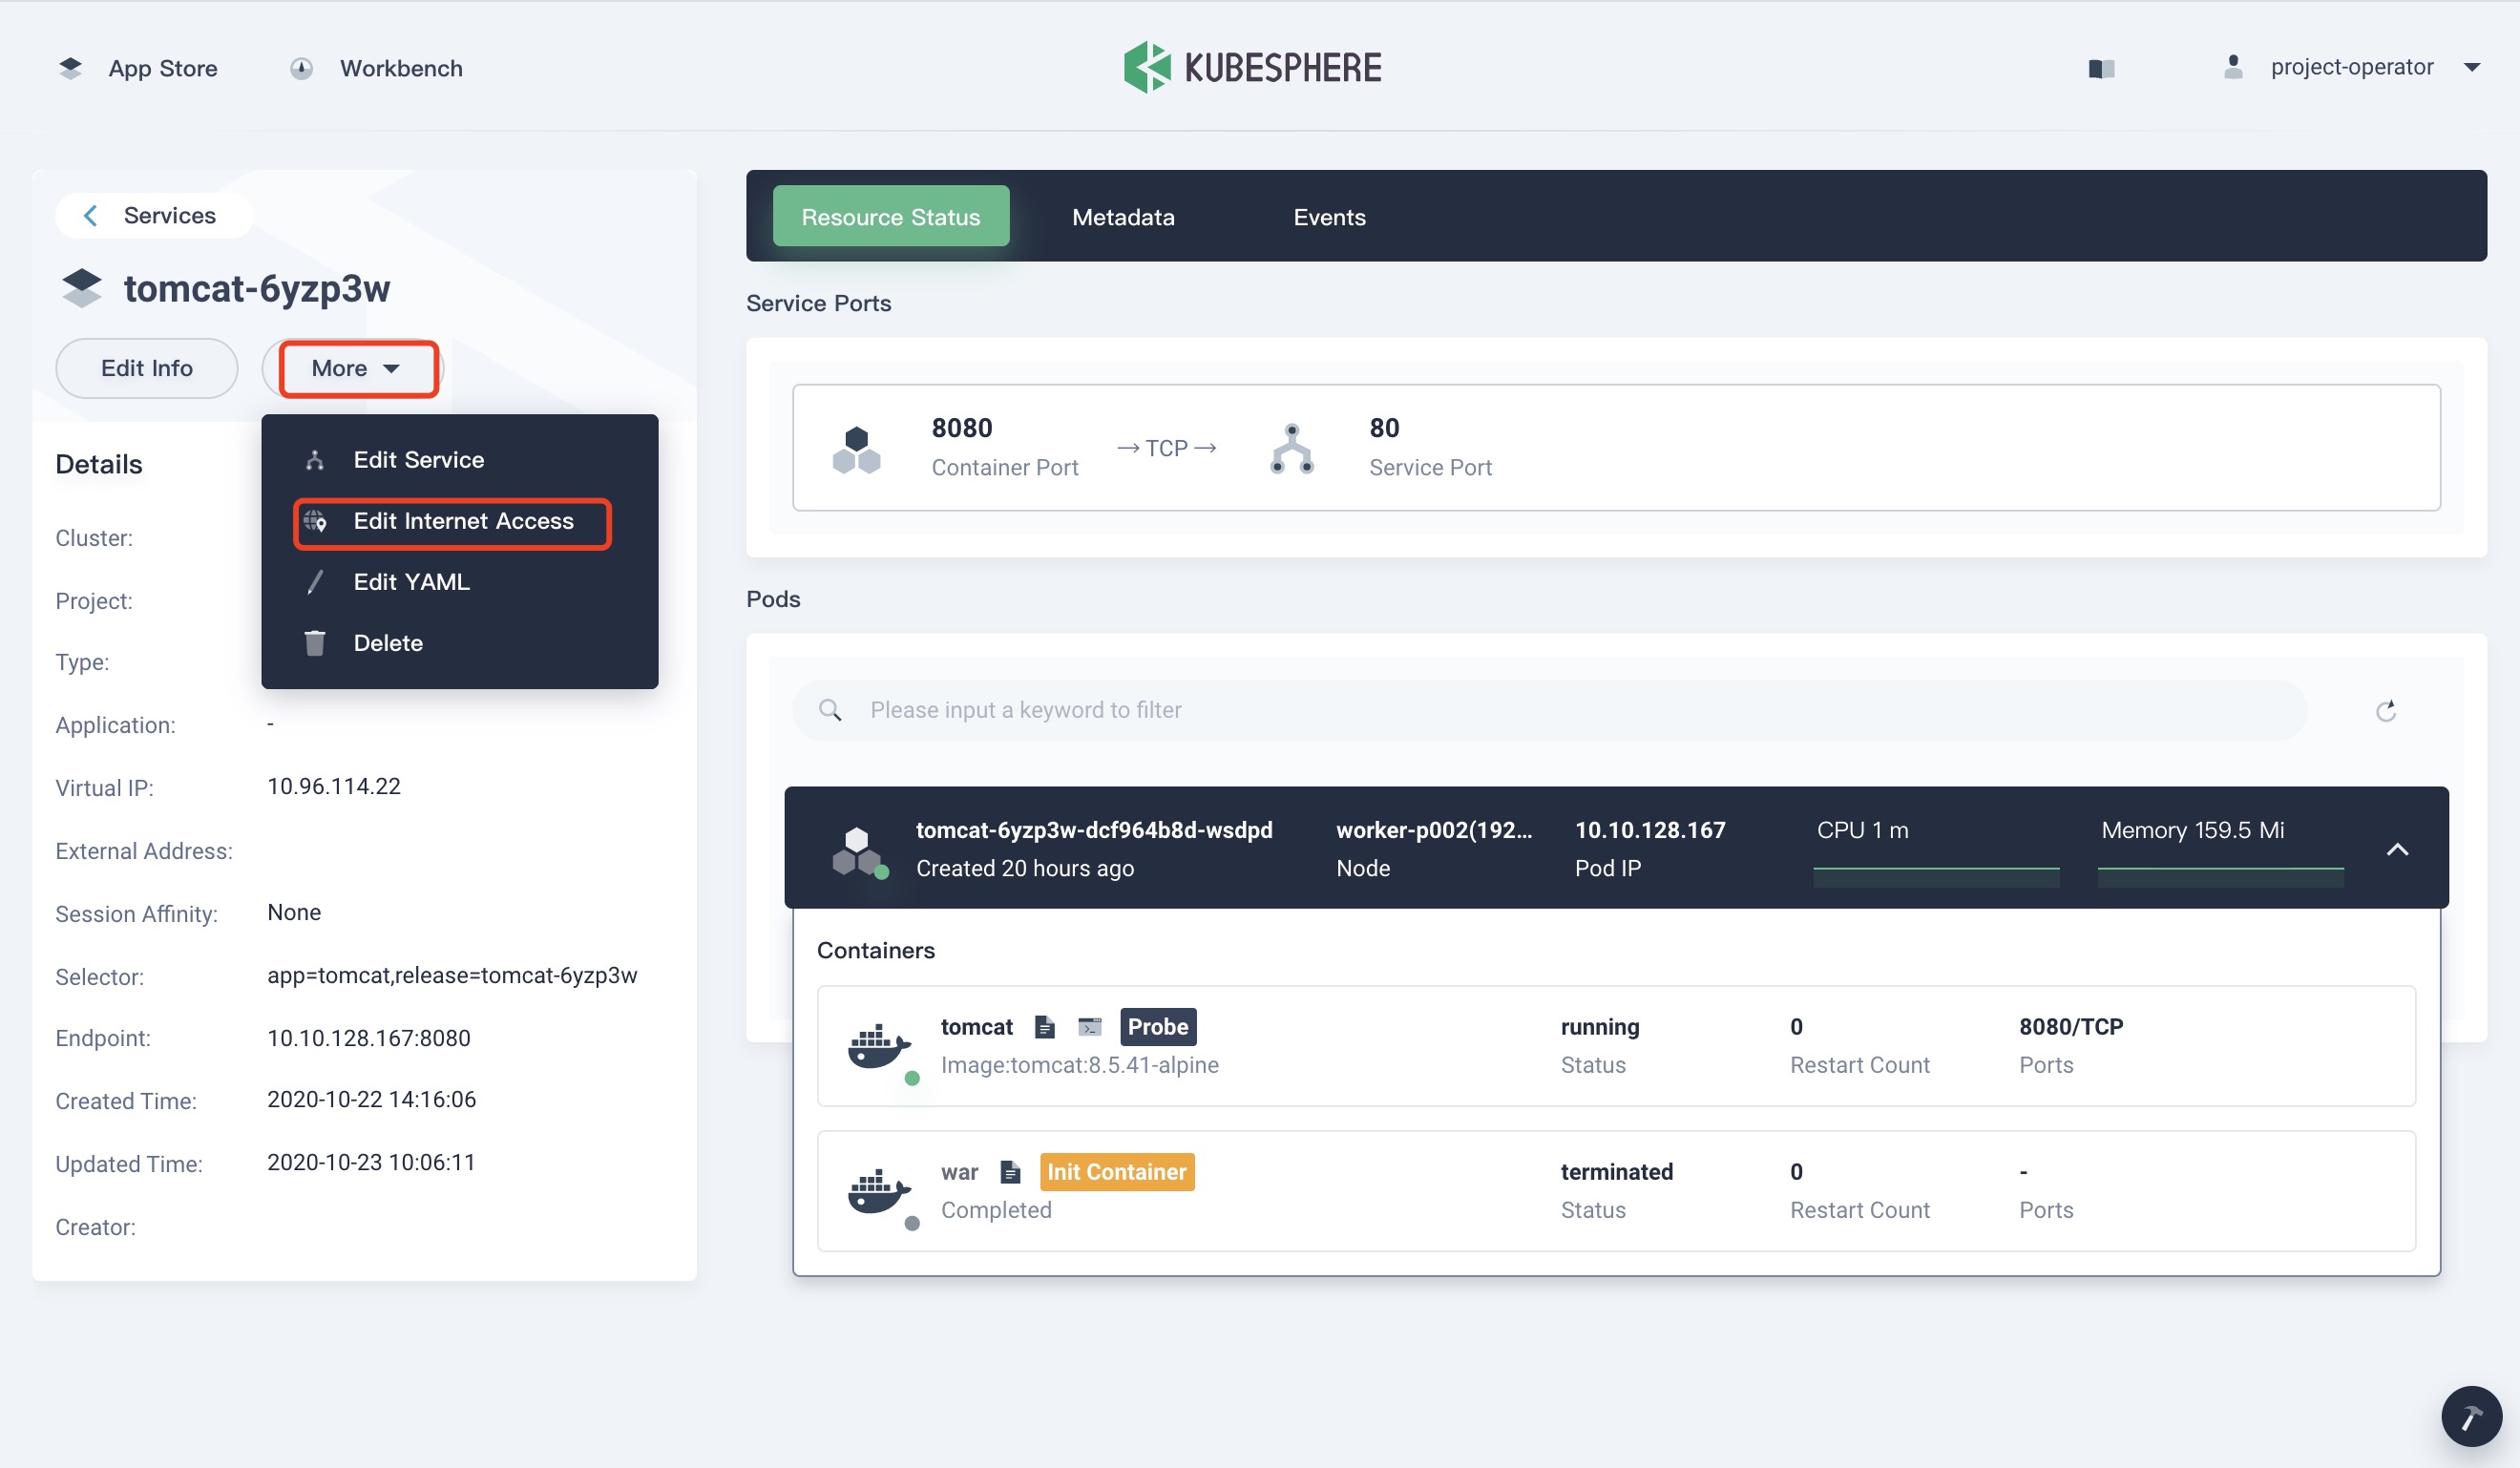 App Store
Workbench
KUBESPHERE
project-operator
Services
tomcat-6yzp3w
Edit Info
More
Edit Service
Edit Internet Access
Edit YAML
Delete
Details
Cluster:
Project:
Type:
Application: -
Virtual IP: 10.96.114.22
External Address:
Session Affinity: None
Selector: app=tomcat,release=tomcat-6yzp3w
Endpoint: 10.10.128.167:8080
Created Time: 2020-10-22 14:16:06
Updated Time: 2020-10-23 10:06:11
Creator:
Resource Status
Metadata
Events
Service Ports
8080
Container Port
→ TCP →
80
Service Port
Pods
Please input a keyword to filter
tomcat-6yzp3w-dcf964b8d-wsdpd
Created 20 hours ago
worker-p002(192...
Node
10.10.128.167
Pod IP
CPU 1 m
Memory 159.5 Mi
Containers
tomcat Probe
Image:tomcat:8.5.41-alpine
running
Status
0
Restart Count
8080/TCP
Ports
war Init Container
Completed
terminated
Status
0
Restart Count
-
Ports